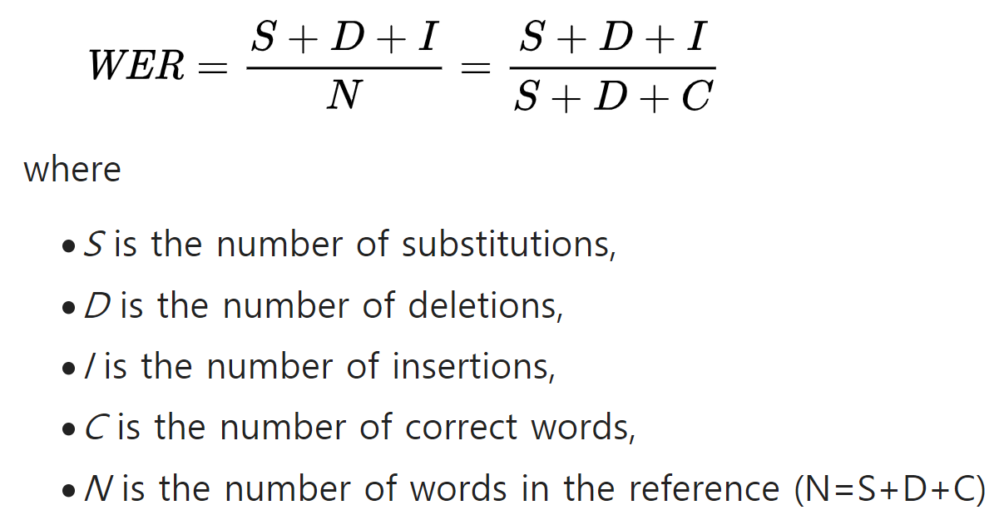 WER = \frac{S + D + I}{N} = \frac{S + D + I}{S + D + C}
where
• S is the number of substitutions,
• D is the number of deletions,
• I is the number of insertions,
• C is the number of correct words,
• N is the number of words in the reference (N=S+D+C)